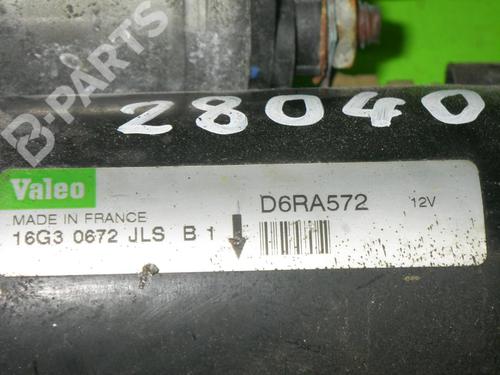 B-PARTS
28040
Valeo
MADE IN FRANCE
16G3 0672 JLS B 1
D6RA572
12V